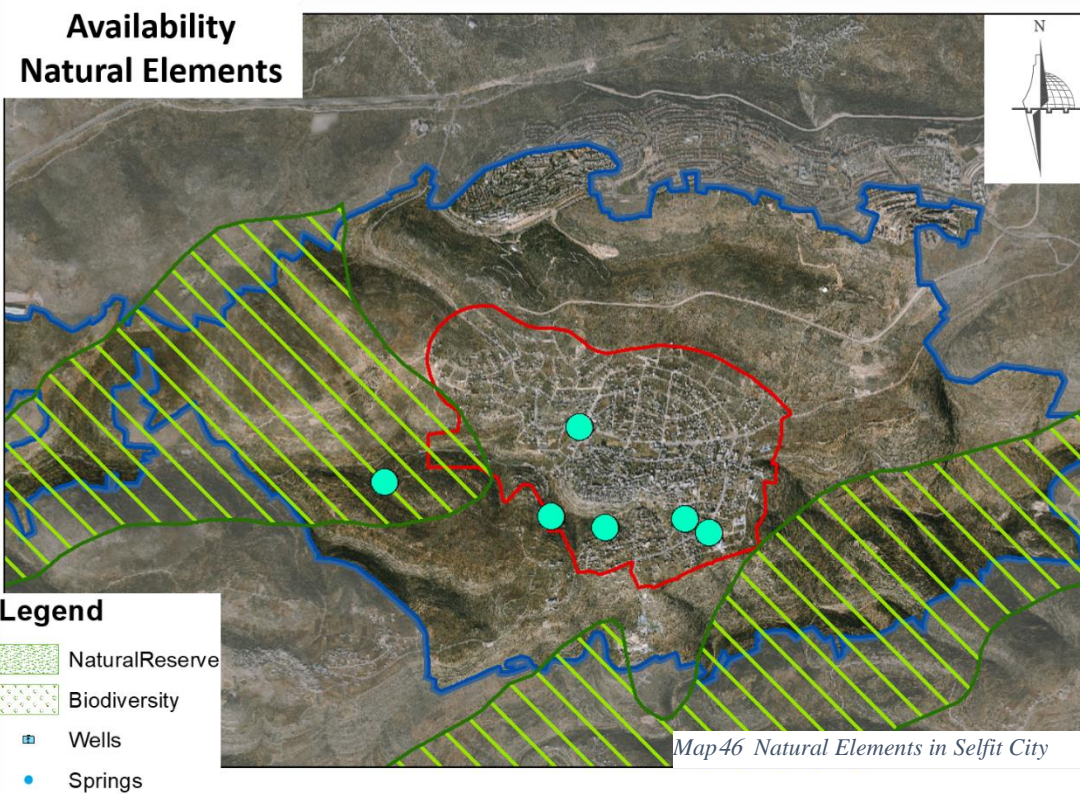 Availability
Natural Elements
N
Legend
NaturalReserve
Biodiversity
Wells
Springs
Map46 Natural Elements in Selfit City